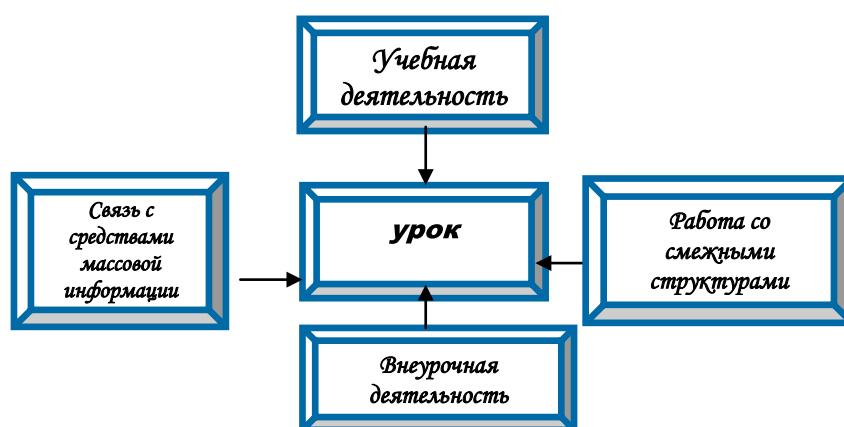 Учебная
деятельность
Связь с
средствами
массовой
информации
урок
Работа со
смежными
структурами
Внеурочная
деятельность